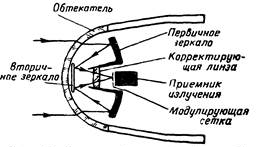 Обтекатель
Первичное
зеркало
Корректирую-
щая линза
Вторич-
ное зеркало
Приемник
излучения
Модулирующая
сетка